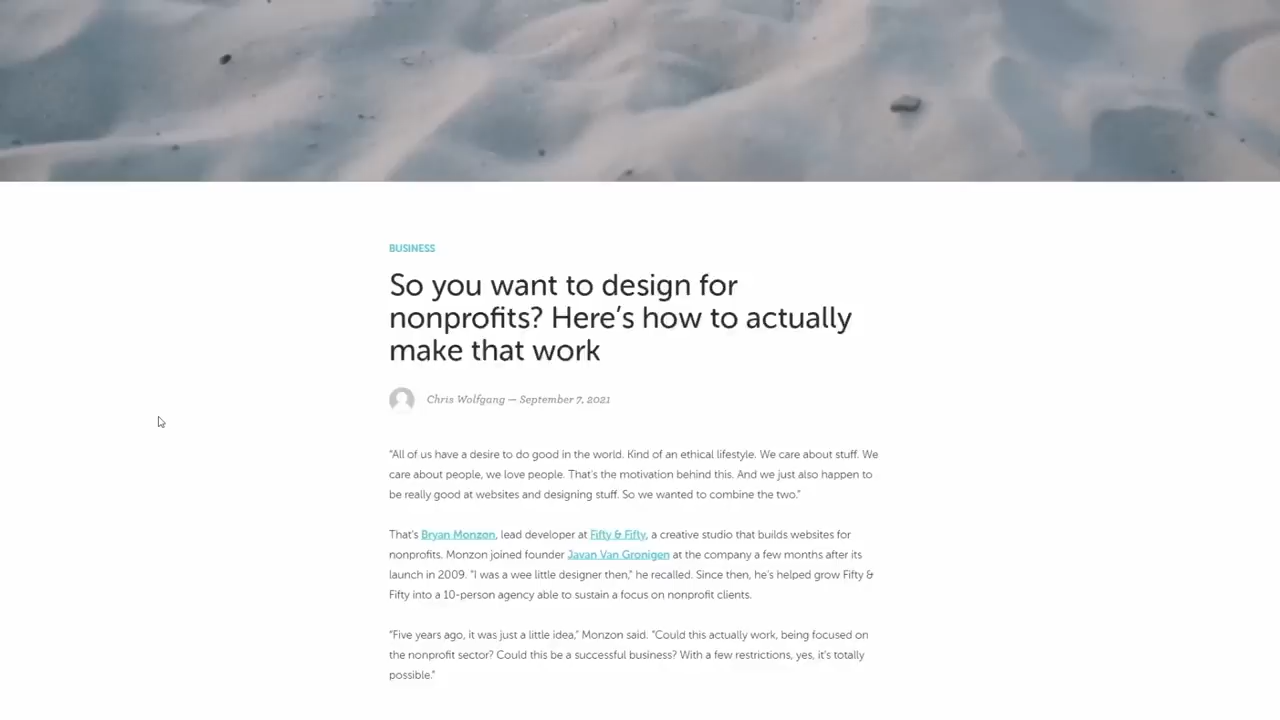 BUSINESS
So you want to design for
nonprofits? Here's how to actually
make that work
Chris Wolfgang — September 7, 2021
"All of us have a desire to do good in the world. Kind of an ethical lifestyle. We care about stuff. We
care about people, we love people. That's the motivation behind this. And we just also happen to
be really good at websites and designing stuff. So we wanted to combine the two."
That's Bryan Monzon, lead developer at Fifty & Fifty, a creative studio that builds websites for
nonprofits. Monzon joined founder Javan Van Gronigen at the company a few months after its
launch in 2009. "I was a wee little designer then," he recalled. Since then, he's helped grow Fifty &
Fifty into a 10-person agency able to sustain a focus on nonprofit clients.
"Five years ago, it was just a little idea," Monzon said. "Could this actually work, being focused on
the nonprofit sector? Could this be a successful business? With a few restrictions, yes, it's totally
possible."